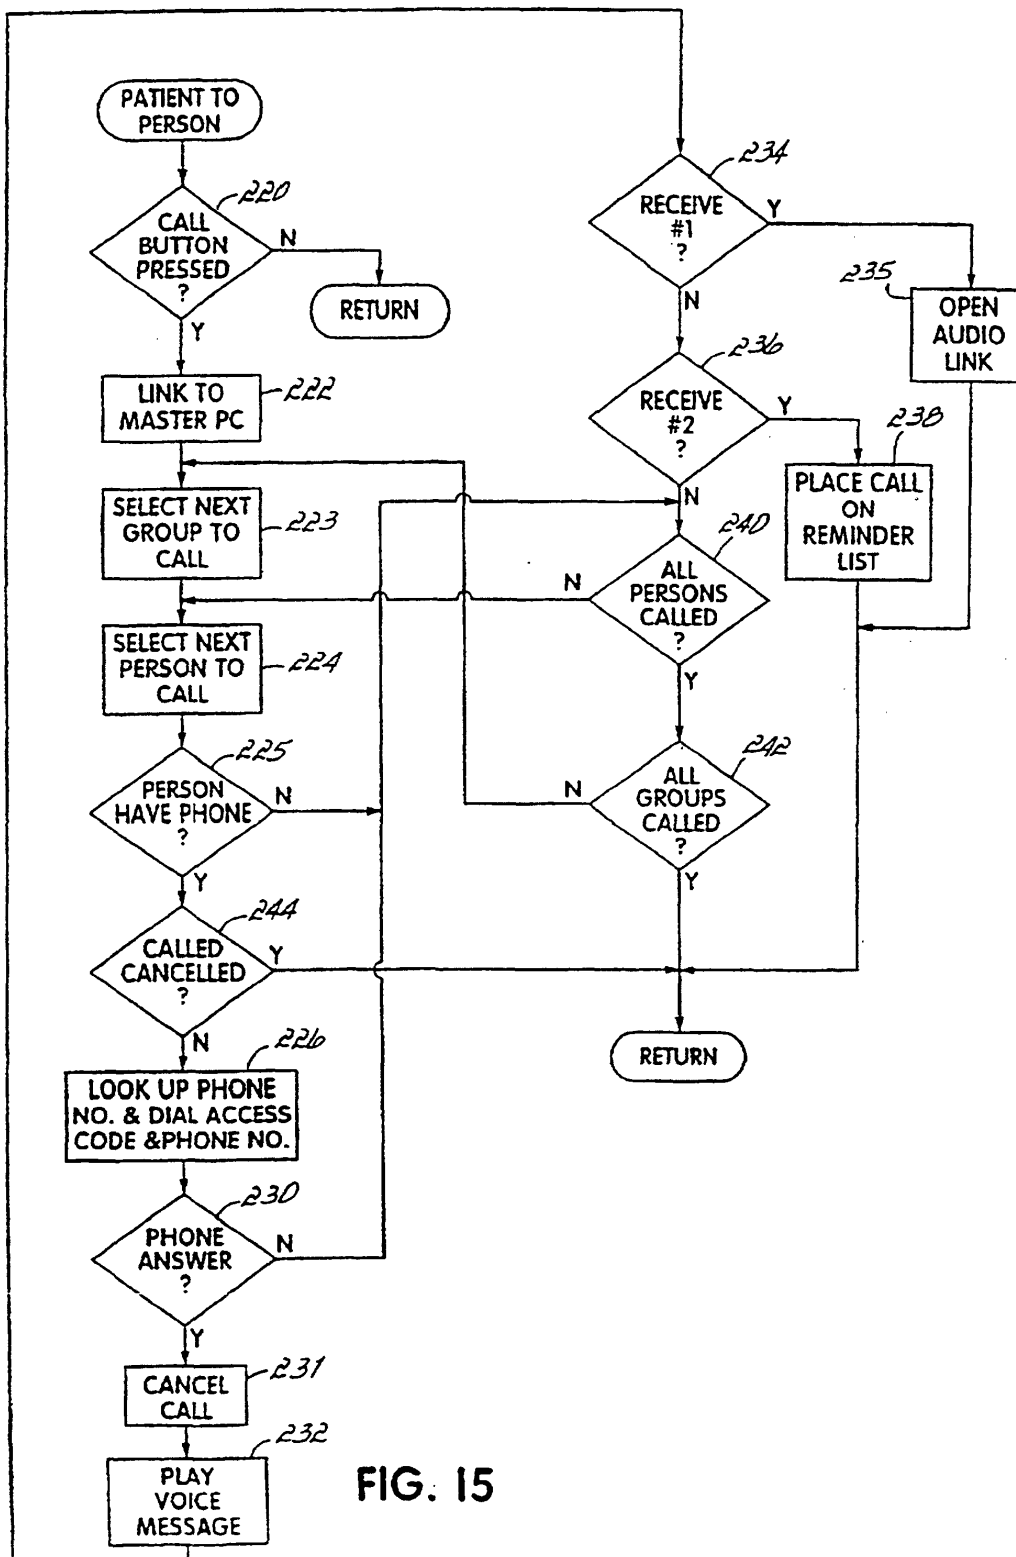 PATIENT TO
PERSON
220
CALL
BUTTON
PRESSED
?
N
RETURN
Y
LINK TO
MASTER PC
222
SELECT NEXT
GROUP TO
CALL
223
SELECT NEXT
PERSON TO
CALL
224
225
PERSON
HAVE PHONE
?
N
Y
244
CALLED
CANCELLED
?
Y
N
226
LOOK UP PHONE
NO. & DIAL ACCESS
CODE &PHONE NO.
230
PHONE
ANSWER
?
N
Y
231
CANCEL
CALL
232
PLAY
VOICE
MESSAGE
234
RECEIVE
#1
?
Y
N
235
OPEN
AUDIO
LINK
236
RECEIVE
#2
?
Y
N
238
PLACE CALL
ON
REMINDER
LIST
240
ALL
PERSONS
CALLED
?
N
Y
242
ALL
GROUPS
CALLED
?
N
Y
RETURN
FIG. 15